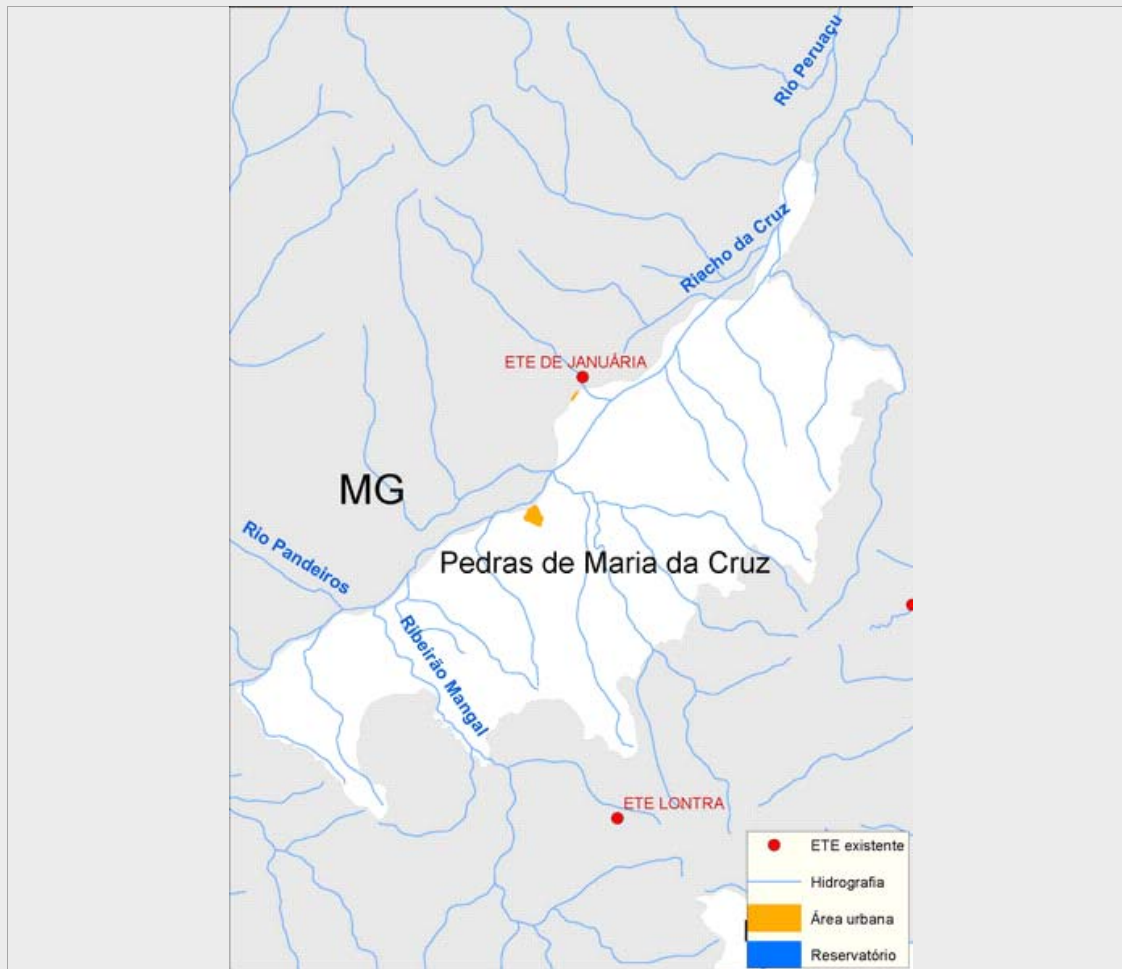 Rio Peruaçu
Riacho da Cruz
ETE DE JANUÁRIA
MG
Rio Pandeiros
Pedras de Maria da Cruz
Ribeirão Mangal
ETE LONTRA
ETE existente
Hidrografia
Área urbana
Reservatório